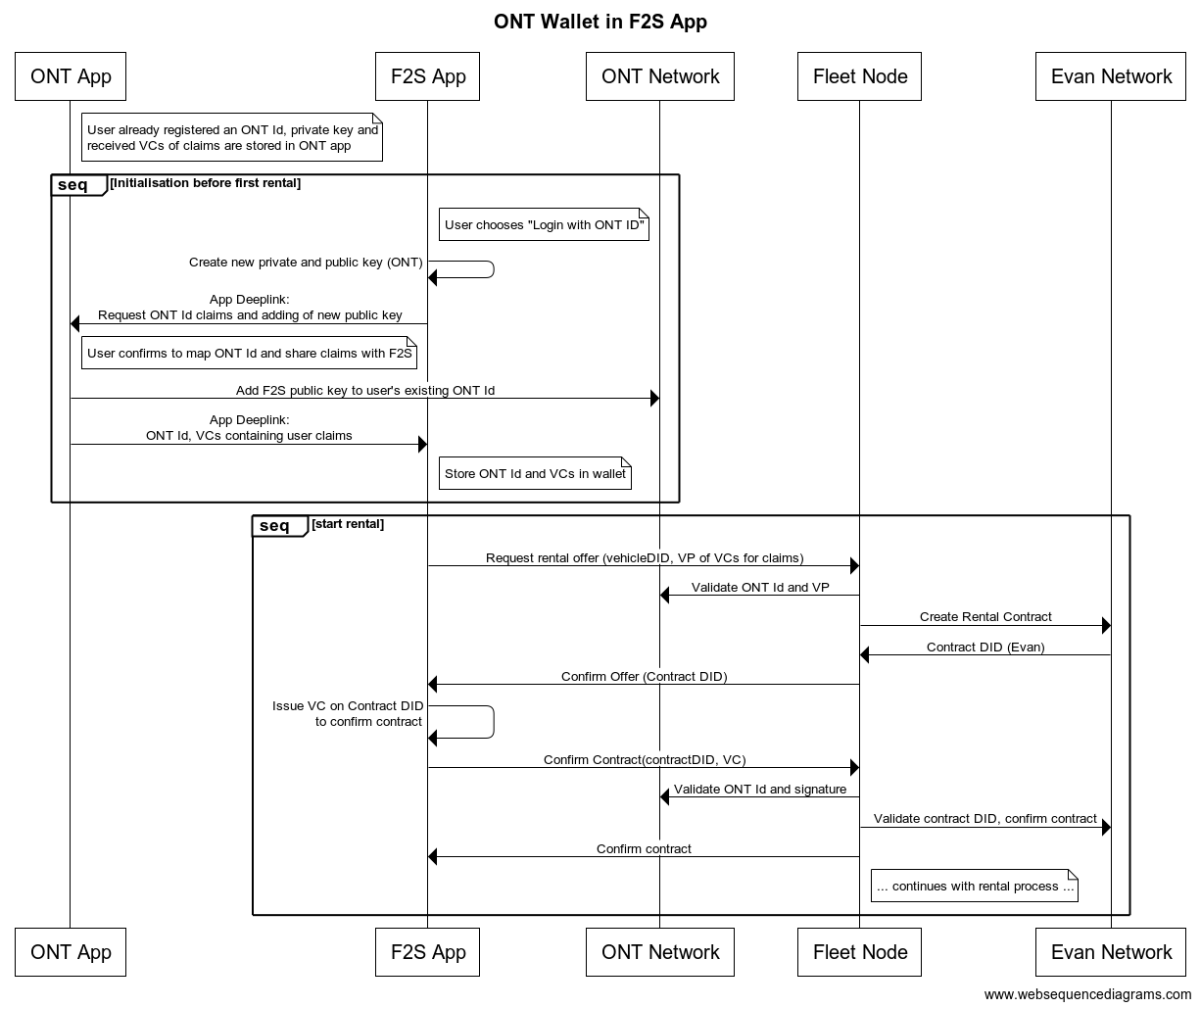 ONT Wallet in F2S App
ONT App
F2S App
ONT Network
Fleet Node
Evan Network
User already registered an ONT Id, private key and
received VCs of claims are stored in ONT app
seq
[Initialisation before first rental]
User chooses "Login with ONT ID"
Create new private and public key (ONT)
App Deeplink:
Request ONT Id claims and adding of new public key
User confirms to map ONT Id and share claims with F2S
Add F2S public key to user's existing ONT Id
App Deeplink:
ONT Id, VCs containing user claims
Store ONT Id and VCs in wallet
seq
[start rental]
Request rental offer (vehicleDID, VP of VCs for claims)
Validate ONT Id and VP
Create Rental Contract
Contract DID (Evan)
Confirm Offer (Contract DID)
Issue VC on Contract DID
to confirm contract
Confirm Contract(contractDID, VC)
Validate ONT Id and signature
Validate contract DID, confirm contract
Confirm contract
... continues with rental process ...
ONT App
F2S App
ONT Network
Fleet Node
Evan Network
www.websequencediagrams.com